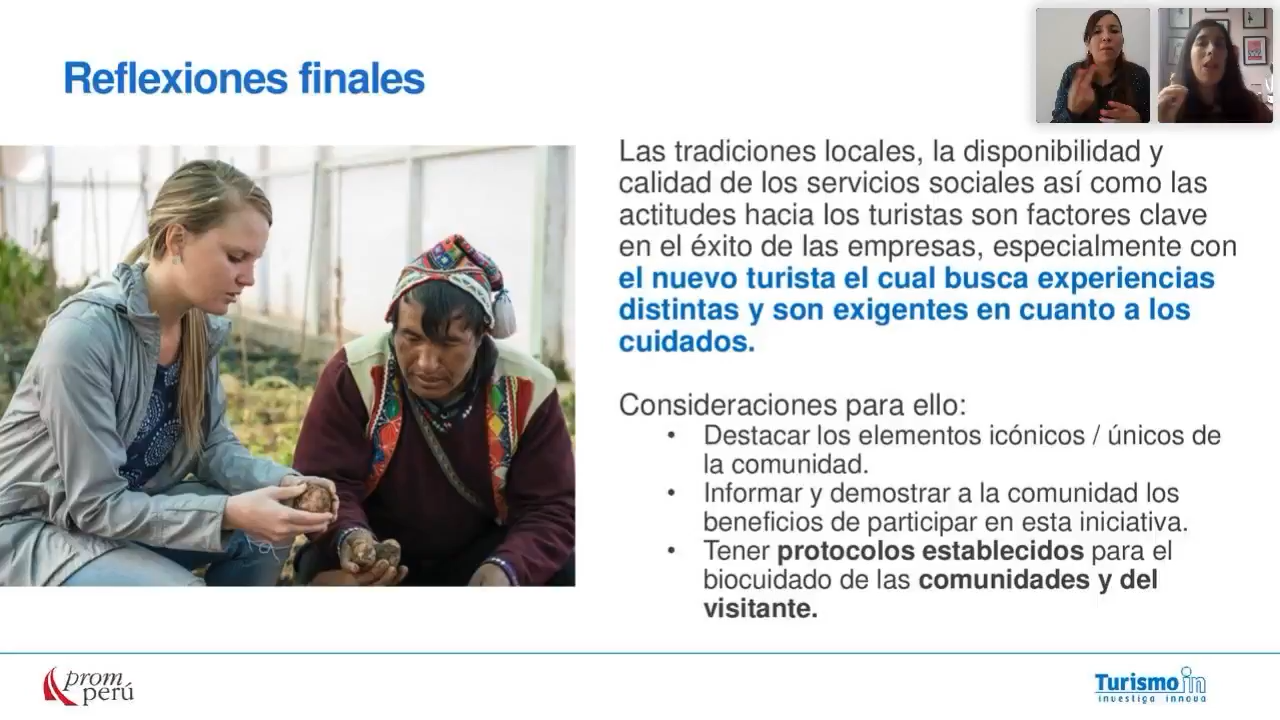 Reflexiones finales
Las tradiciones locales, la disponibilidad y
calidad de los servicios sociales así como las
actitudes hacia los turistas son factores clave
en el éxito de las empresas, especialmente con
el nuevo turista el cual busca experiencias
distintas y son exigentes en cuanto a los
cuidados.
Consideraciones para ello:
• Destacar los elementos icónicos / únicos de
la comunidad.
• Informar y demostrar a la comunidad los
beneficios de participar en esta iniciativa.
• Tener protocolos establecidos para el
biocuidado de las comunidades y del
visitante.
prom
perú
Turismo in
investiga innova